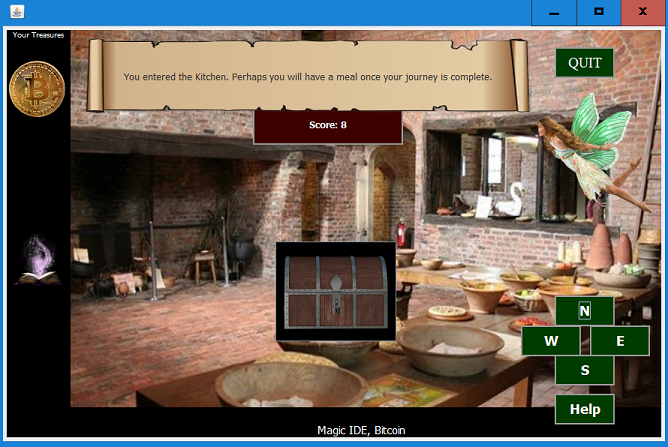 Your Treasures
You entered the Kitchen. Perhaps you will have a meal once your journey is complete.
QUIT
Score: 8
N
W
E
S
Help
Magic IDE, Bitcoin